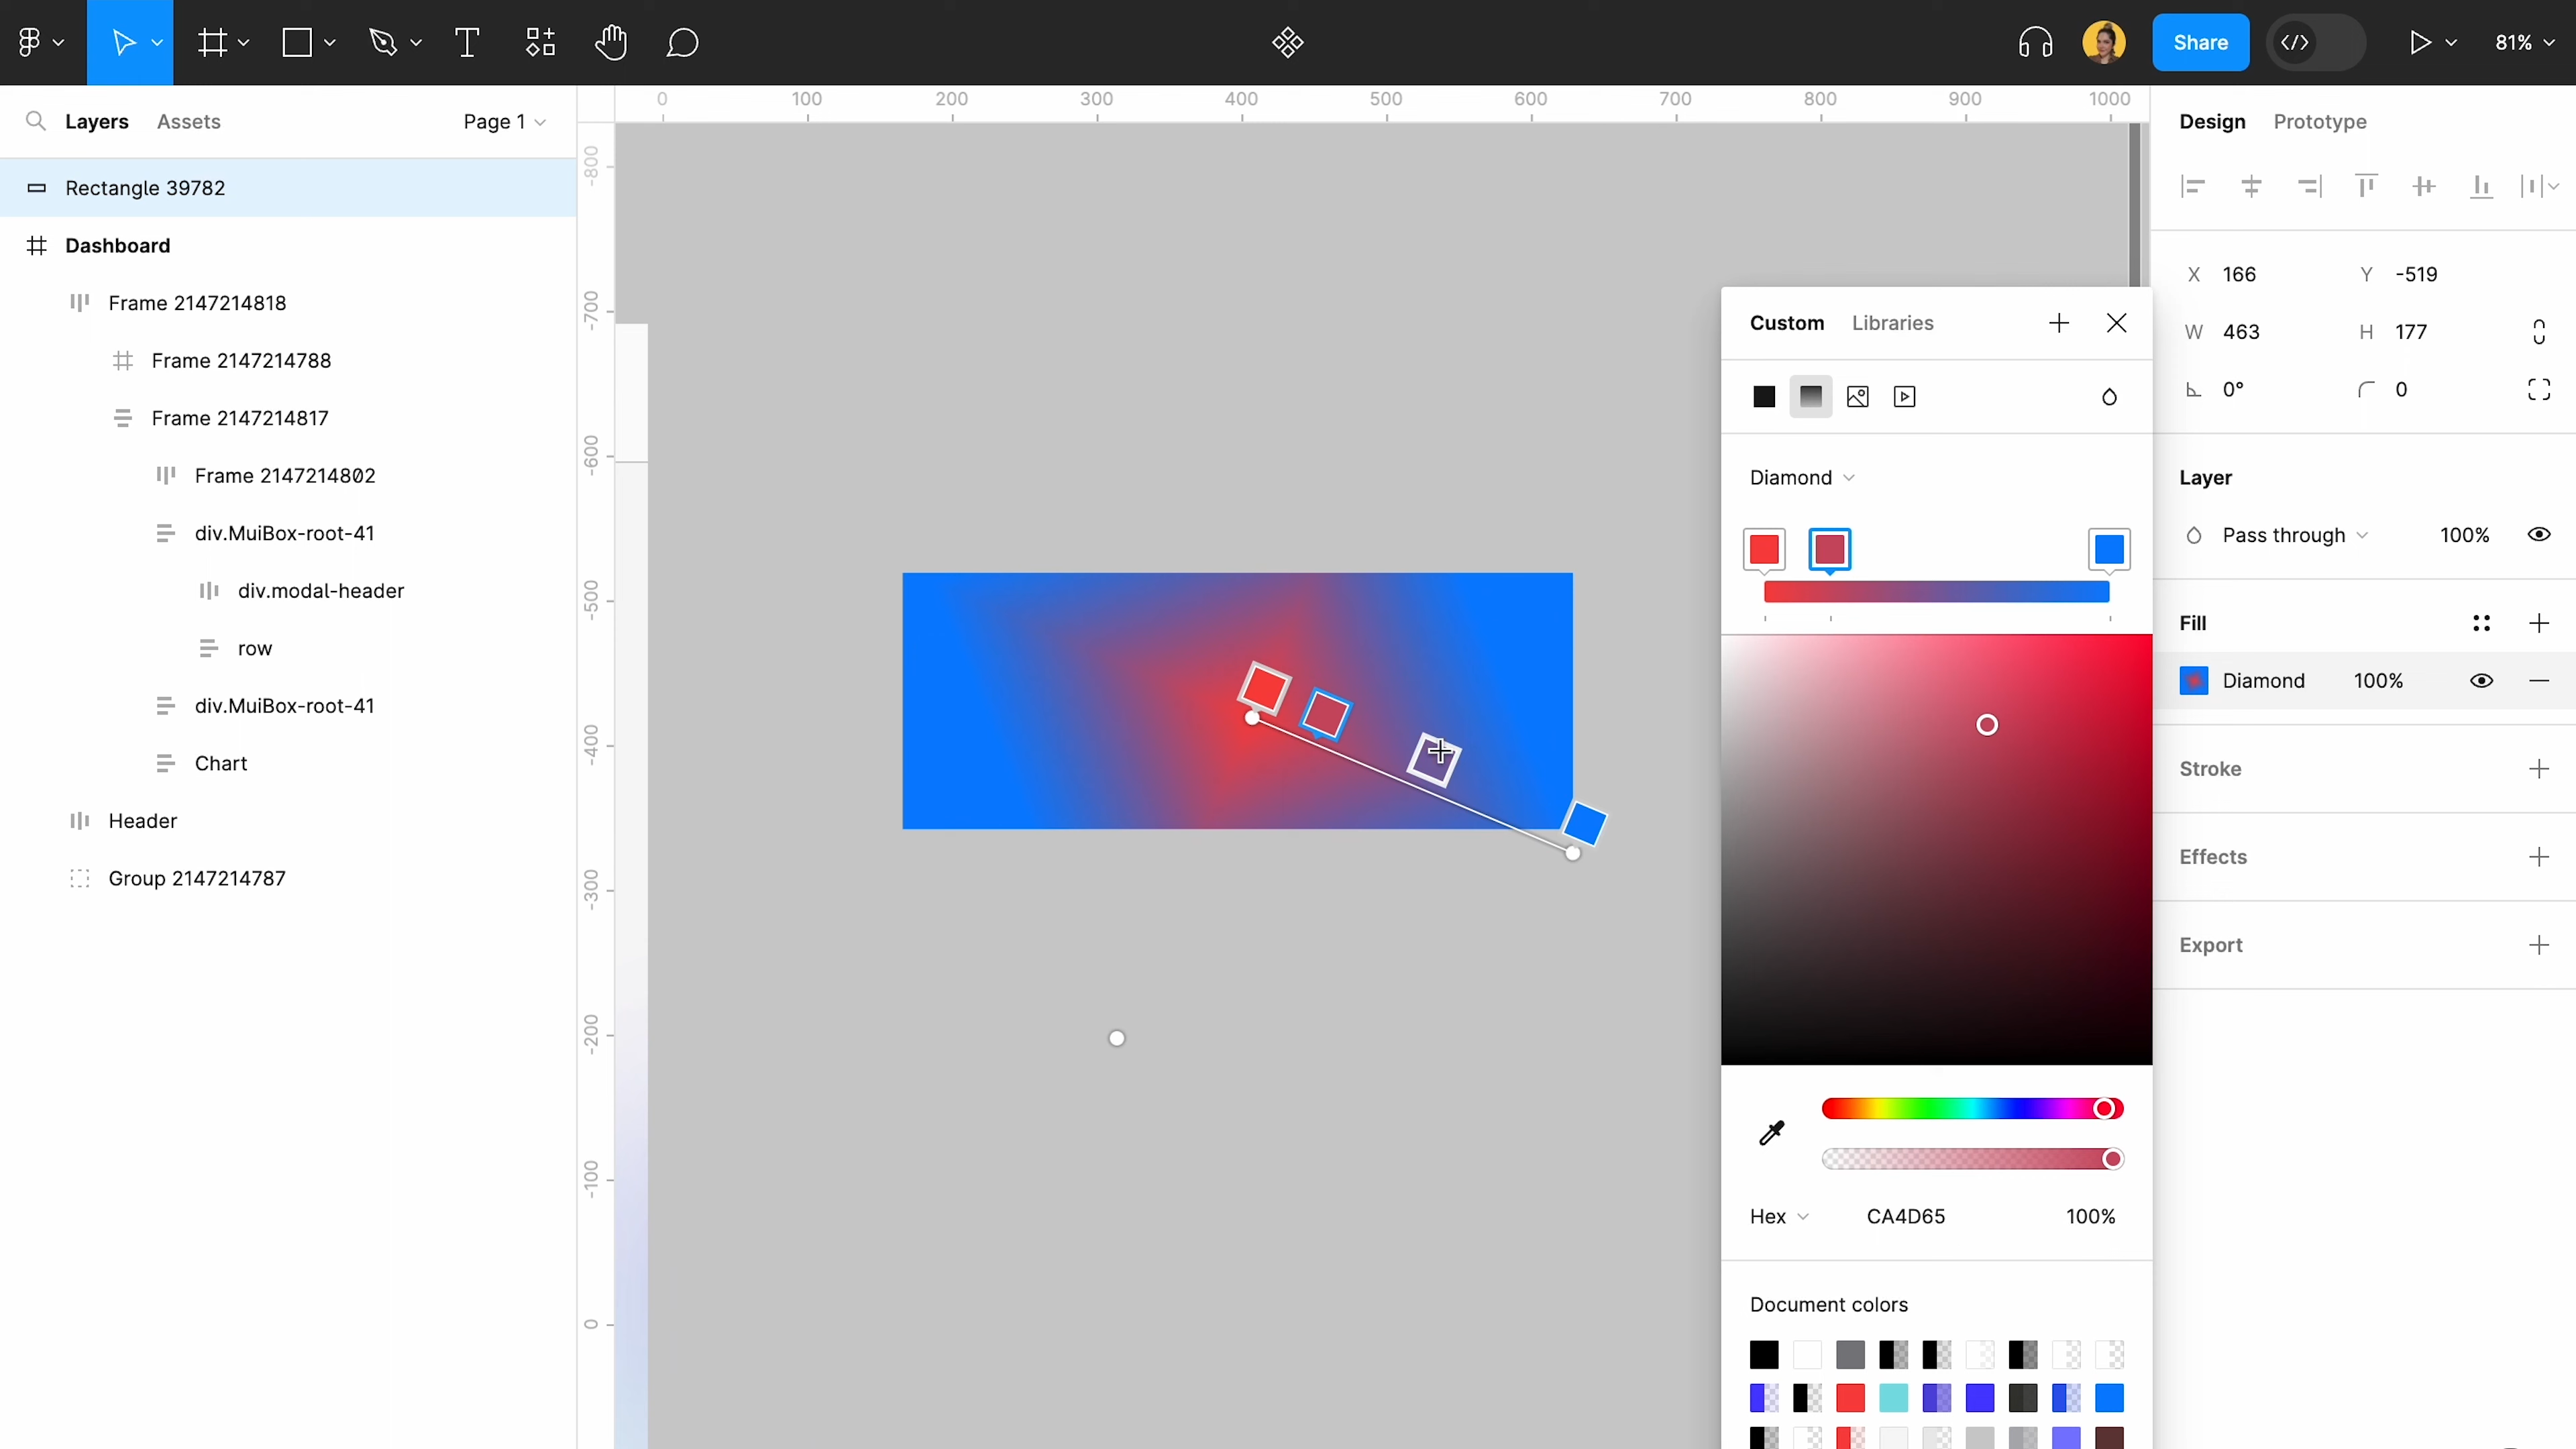 Share
81%
Layers
Assets
Page 1
0
100
200
300
400
500
600
700
800
900
1000
Design
Prototype
Rectangle 39782
Dashboard
Frame 2147214818
Frame 2147214788
Frame 2147214817
Frame 2147214802
div.MuiBox-root-41
div.modal-header
row
div.MuiBox-root-41
Chart
Header
Group 2147214787
-800
-700
-600
-500
-400
-300
-200
-100
0
Custom
Libraries
Diamond
Hex
CA4D65
100%
Document colors
X 166
Y -519
W 463
H 177
0°
0
Layer
Pass through
100%
Fill
Diamond
100%
Stroke
Effects
Export